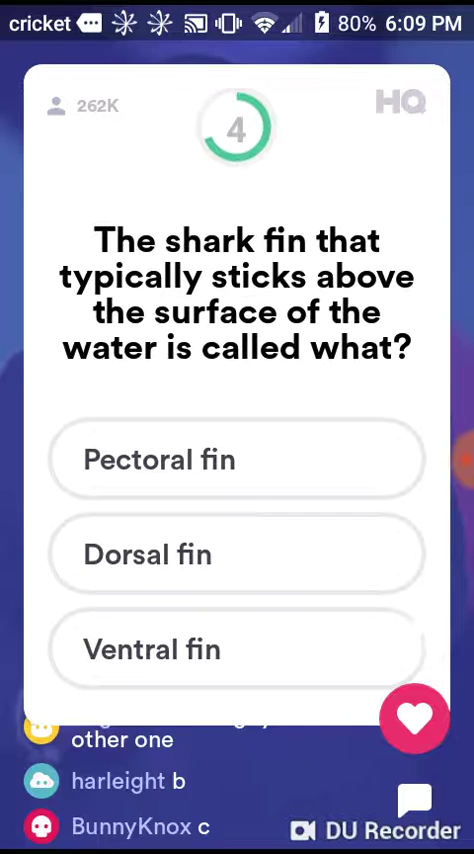 cricket 80% 6:09 PM
262K
4
HQ
The shark fin that
typically sticks above
the surface of the
water is called what?
Pectoral fin
Dorsal fin
Ventral fin
other one
harleight b
BunnyKnox c
DU Recorder